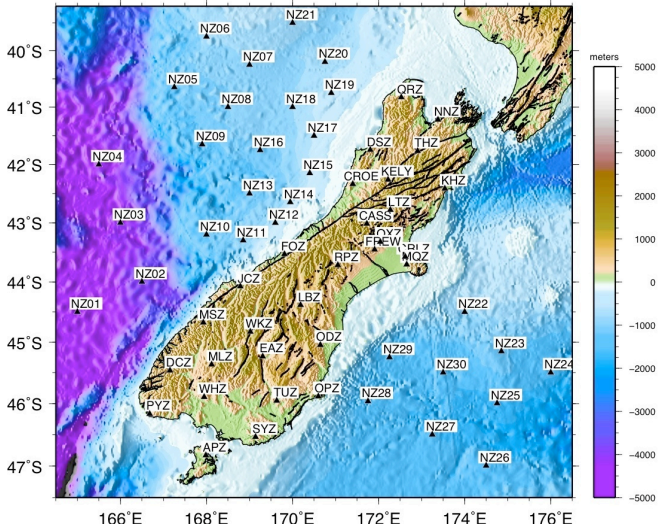 NZ21
NZ06
40°S
NZ07
NZ20
meters
NZ05
NZ19
5000
QRZ
NZ08
NZ18
41°S
NNZ
4000
NZ17
NZ09
NZ16
DSZ
THZ
3000
NZ04
42°S
NZ15
KELY
CROE
KHZ
2000
NZ13
NZ14
LTZ
NZ03
NZ12
CASS
43°S
1000
NZ10
NZ11
OXZ
FREW
FOZ
RPZ
MQZ
0
NZ02
JCZ
44°S
LBZ
-1000
NZ01
MSZ
NZ22
WKZ
-2000
ODZ
NZ23
45°S
EAZ
NZ29
MLZ
DCZ
NZ30
NZ24
-3000
WHZ
TUZ
OPZ
NZ28
NZ25
46°S
PYZ
-4000
SYZ
NZ27
APZ
NZ26
47°S
-5000
166°E
168°E
170°E
172°E
174°E
176°E